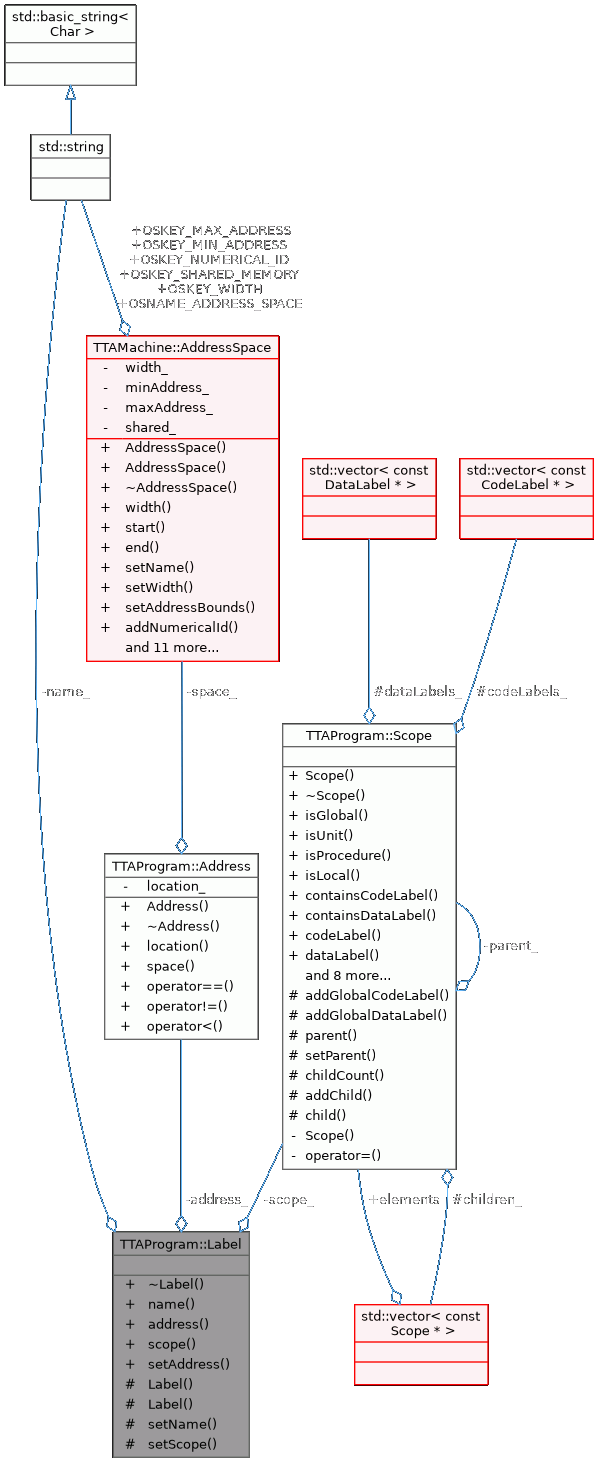 std::basic_string<
Char >
std::string
+OSKEY_MAX_ADDRESS
+OSKEY_MIN_ADDRESS
+OSKEY_NUMERICAL_ID
+OSKEY_SHARED_MEMORY
+OSKEY_WIDTH
+OSNAME_ADDRESS_SPACE
TTAMachine::AddressSpace
- width_
- minAddress_
- maxAddress_
- shared_
+ AddressSpace()
+ AddressSpace()
+ ~AddressSpace()
+ width()
+ start()
+ end()
+ setName()
+ setWidth()
+ setAddressBounds()
+ addNumericalId()
and 11 more...
std::vector< const
DataLabel * >
std::vector< const
CodeLabel * >
-name_
-space_
#dataLabels_
#codeLabels_
TTAProgram::Scope
+ Scope()
+ ~Scope()
+ isGlobal()
+ isUnit()
+ isProcedure()
+ isLocal()
+ containsCodeLabel()
+ containsDataLabel()
+ codeLabel()
+ dataLabel()
and 8 more...
# addGlobalCodeLabel()
# addGlobalDataLabel()
# parent()
# setParent()
# childCount()
# addChild()
# child()
- Scope()
- operator=()
-parent_
TTAProgram::Address
- location_
+ Address()
+ ~Address()
+ location()
+ space()
+ operator==()
+ operator!=()
+ operator<()
-address_
-scope_
+elements
#children_
TTAProgram::Label
+ ~Label()
+ name()
+ address()
+ scope()
+ setAddress()
# Label()
# Label()
# setName()
# setScope()
std::vector< const
Scope * >